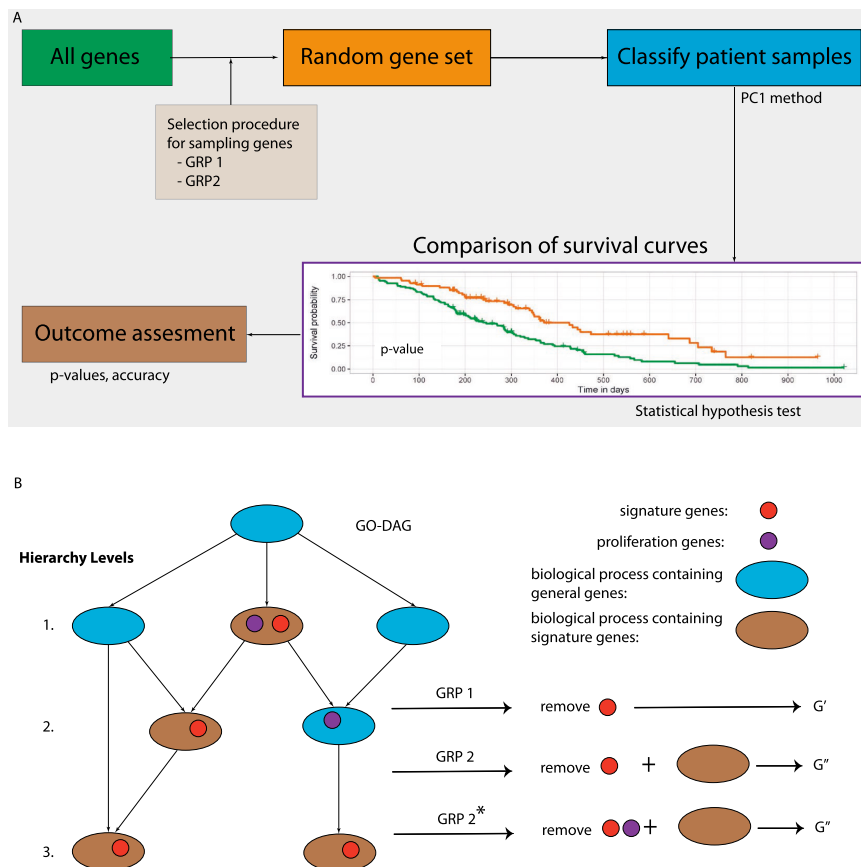 A
All genes
Random gene set
Classify patient samples
PC1 method
Selection procedure
for sampling genes
- GRP 1
- GRP2
Comparison of survival curves
Survival probability
1.00
0.75
0.50
0.25
0.00
p-value
0 100 200 300 400 500 600 700 800 900 1000
Time in days
Statistical hypothesis test
Outcome assesment
p-values, accuracy
B
GO-DAG
Hierarchy Levels
signature genes:
proliferation genes:
biological process containing
general genes:
biological process containing
signature genes:
1.
2.
3.
GRP 1
remove
G′
GRP 2
remove
+
G″
GRP 2*
remove
+
G″